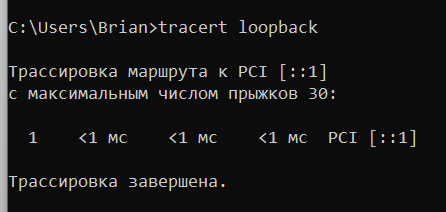 C:\Users\Brian>tracert loopback
Трассировка маршрута к PCI [::1]
с максимальным числом прыжков 30:
1 <1 мс <1 мс <1 мс PCI [::1]
Трассировка завершена.